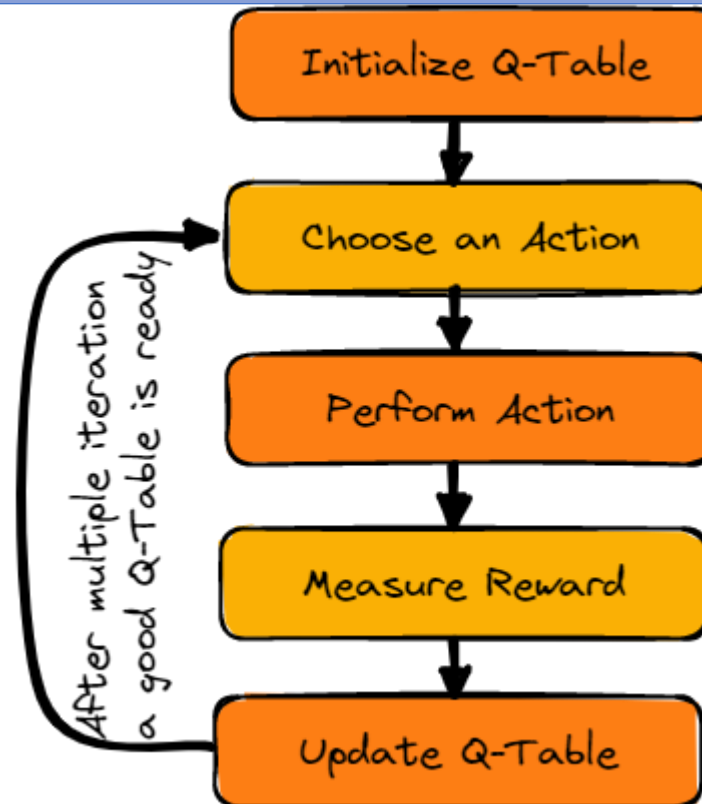 Initialize Q-Table
Choose an Action
Perform Action
Measure Reward
Update Q-Table
After multiple iteration
a good Q-Table is ready